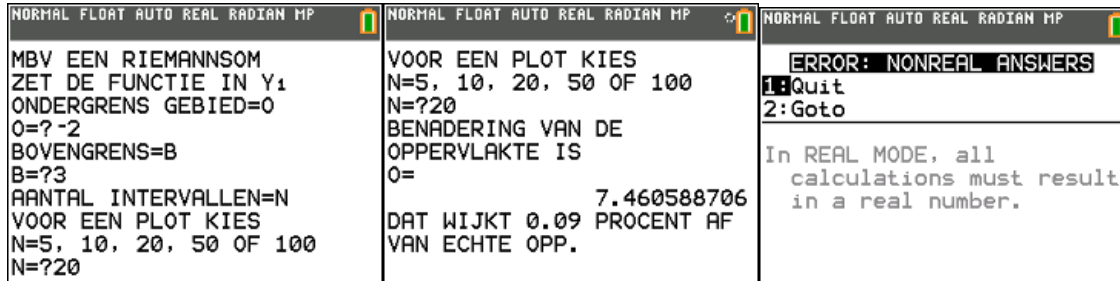 NORMAL FLOAT AUTO REAL RADIAN MP
MBV EEN RIEMANNSOM
ZET DE FUNCTIE IN Y₁
ONDERGRENS GEBIED=O
O=?-2
BOVENGRENS=B
B=?3
AANTAL INTERVALLEN=N
VOOR EEN PLOT KIES
N=5, 10, 20, 50 OF 100
N=?20
NORMAL FLOAT AUTO REAL RADIAN MP
VOOR EEN PLOT KIES
N=5, 10, 20, 50 OF 100
N=?20
BENADERING VAN DE
OPPERVLAKTE IS
O=
7.460588706
DAT WIJKT 0.09 PROCENT AF
VAN ECHTE OPP.
NORMAL FLOAT AUTO REAL RADIAN MP
ERROR: NONREAL ANSWERS
1:Quit
2:Goto
In REAL MODE, all
calculations must result
in a real number.